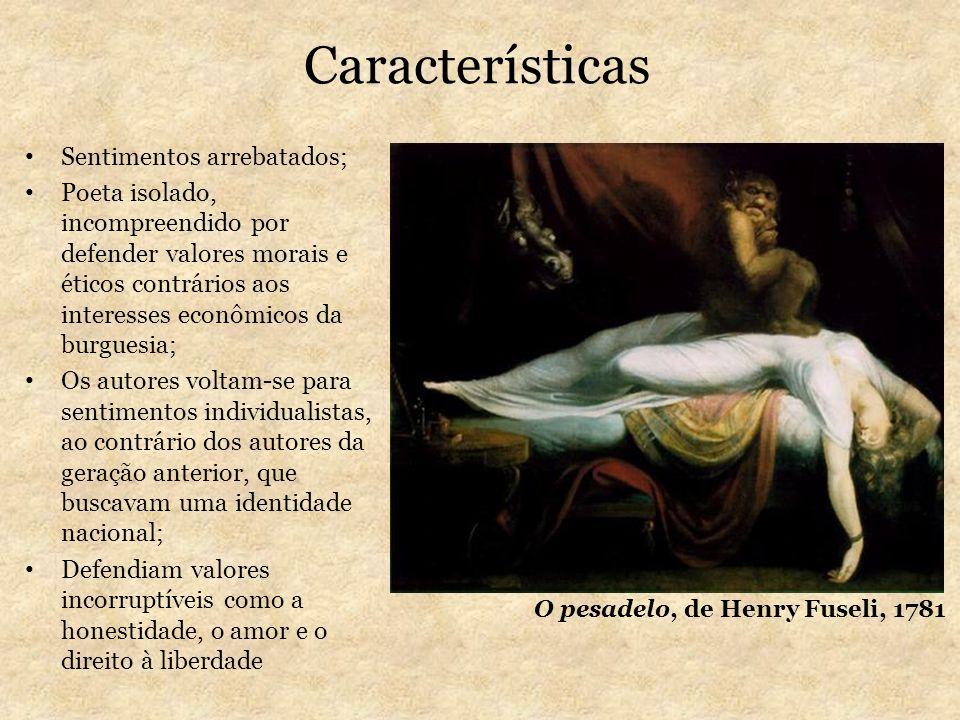 Características
• Sentimentos arrebatados;
• Poeta isolado,
incompreendido por
defender valores morais e
éticos contrários aos
interesses econômicos da
burguesia;
• Os autores voltam-se para
sentimentos individualistas,
ao contrário dos autores da
geração anterior, que
buscavam uma identidade
nacional;
• Defendiam valores
incorruptíveis como a
honestidade, o amor e o
direito à liberdade
O pesadelo, de Henry Fuseli, 1781